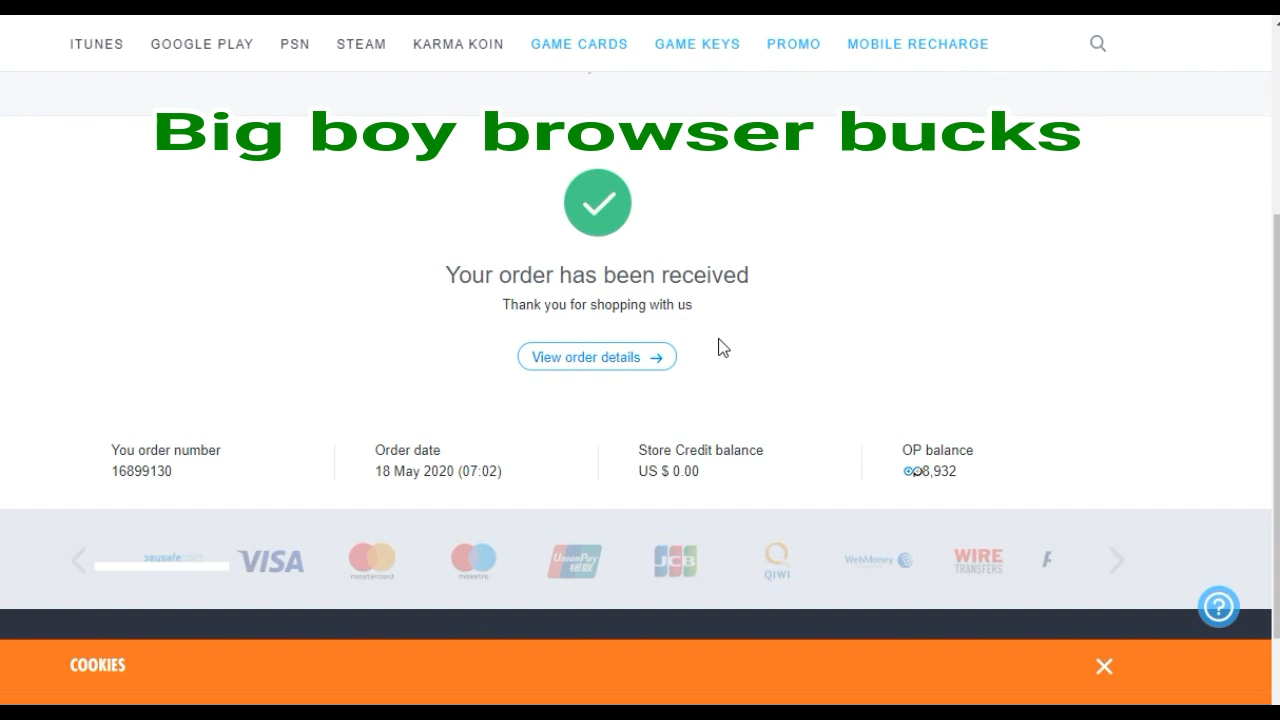 ITUNES GOOGLE PLAY PSN STEAM KARMA KOIN GAME CARDS GAME KEYS PROMO MOBILE RECHARGE
Big boy browser bucks
Your order has been received
Thank you for shopping with us
View order details
You order number Order date Store Credit balance OP balance
16899130 18 May 2020 (07:02) US $ 0.00 8,932
VISA mastercard maestro UnionPay 银联 JCB QIWI WebMoney WIRE TRANSFERS
COOKIES